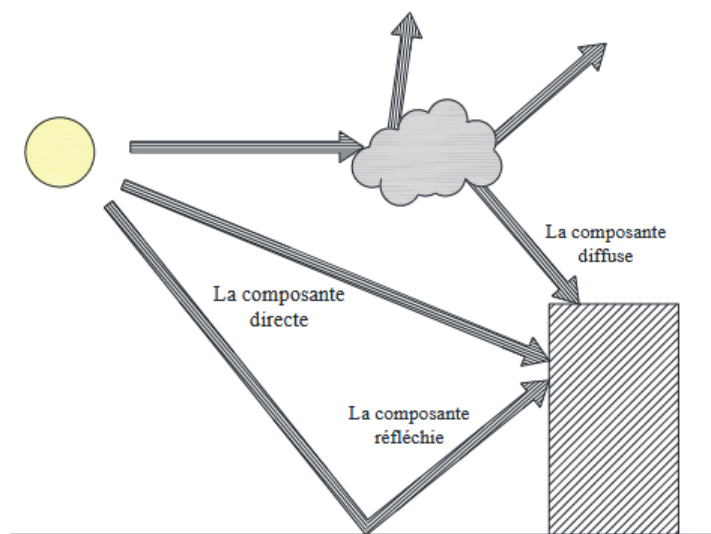 La composante
diffuse
La composante
directe
La composante
réfléchie